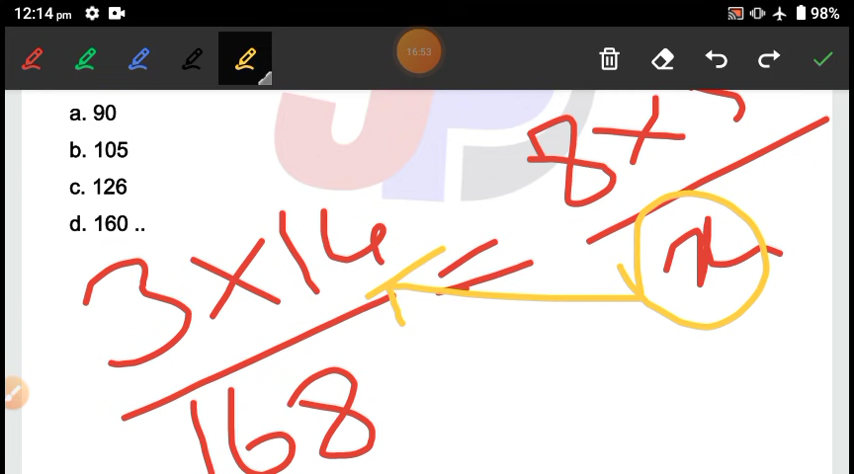 12:14 pm 98%
16:53
a. 90
b. 105
c. 126
d. 160 ..
8 ×
3 × 14 = x
168